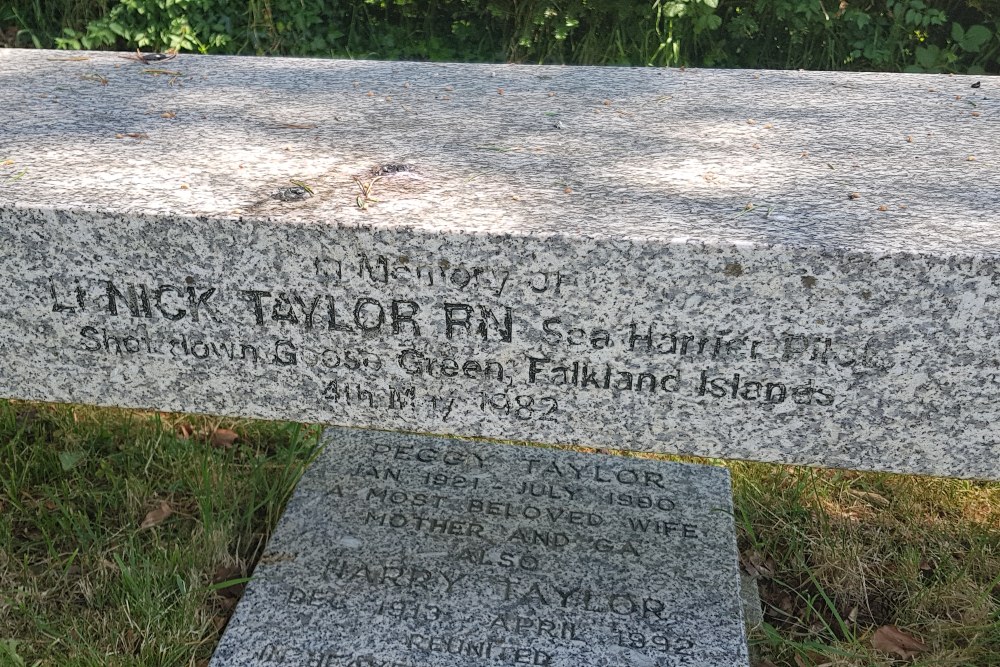 In Memory of
Lt NICK TAYLOR RN Sea Harrier Pilot
Shot down Goose Green, Falkland Islands
4th May 1982
PEGGY TAYLOR
JAN 1921 - JULY 1990
A MOST BELOVED WIFE
MOTHER AND GA
ALSO
HARRY TAYLOR
DEC 1913 APRIL 1992
REUNITED